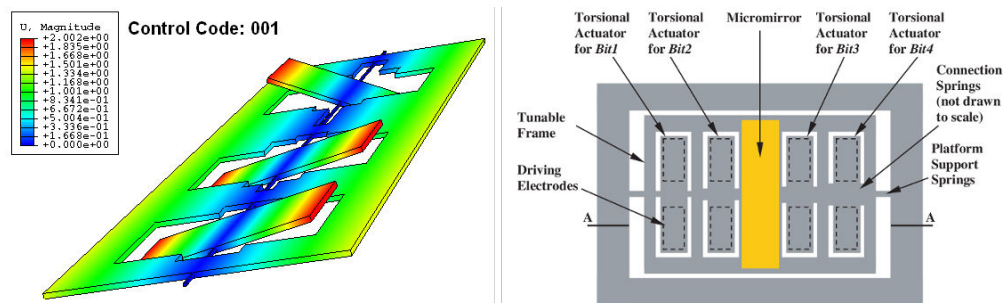 U, Magnitude
+2.002e+00
+1.835e+00
+1.668e+00
+1.501e+00
+1.334e+00
+1.168e+00
+1.001e+00
+8.341e-01
+6.672e-01
+5.004e-01
+3.336e-01
+1.668e-01
+0.000e+00
Control Code: 001
Torsional
Actuator
for Bit1
Torsional
Actuator
for Bit2
Micromirror
Torsional
Actuator
for Bit3
Torsional
Actuator
for Bit4
Connection
Springs
(not drawn
to scale)
Tunable
Frame
Platform
Support
Springs
Driving
Electrodes
A
A